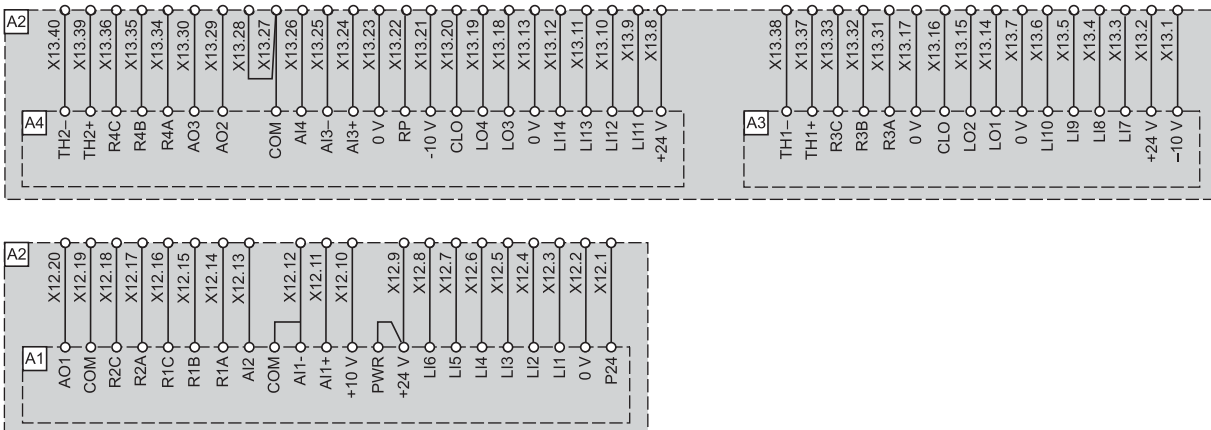 A2
X13.40 X13.39 X13.36 X13.35 X13.34 X13.30 X13.29 X13.28 X13.27 X13.26 X13.25 X13.24 X13.23 X13.22 X13.21 X13.20 X13.19 X13.18 X13.13 X13.12 X13.11 X13.10 X13.9 X13.8 X13.38 X13.37 X13.33 X13.32 X13.31 X13.17 X13.16 X13.15 X13.14 X13.7 X13.6 X13.5 X13.4 X13.3 X13.2 X13.1
A4
TH2– TH2+ R4C R4B R4A AO3 AO2 COM AI4 AI3– AI3+ 0 V RP -10 V CLO LO4 LO3 0 V LI14 LI13 LI12 LI11 +24 V
A3
TH1– TH1+ R3C R3B R3A 0 V CLO LO2 LO1 0 V LI10 LI9 LI8 LI7 +24 V –10 V
A2
X12.20 X12.19 X12.18 X12.17 X12.16 X12.15 X12.14 X12.13 X12.12 X12.11 X12.10 X12.9 X12.8 X12.7 X12.6 X12.5 X12.4 X12.3 X12.2 X12.1
A1
AO1 COM R2C R2A R1C R1B R1A AI2 COM AI1- AI1+ +10 V PWR +24 V LI6 LI5 LI4 LI3 LI2 LI1 0 V P24